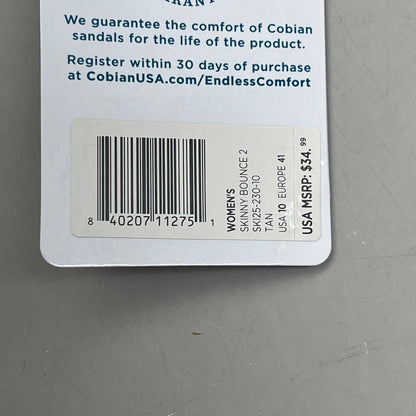 We guarantee the comfort of Cobian
sandals for the life of the product.
Register within 30 days of purchase
at CobianUSA.com/EndlessComfort
8 40207 11275 1
WOMEN'S
SKINNY BOUNCE 2
SKI25-230-10
TAN
USA 10 EUROPE 41
USA MSRP: $34.99